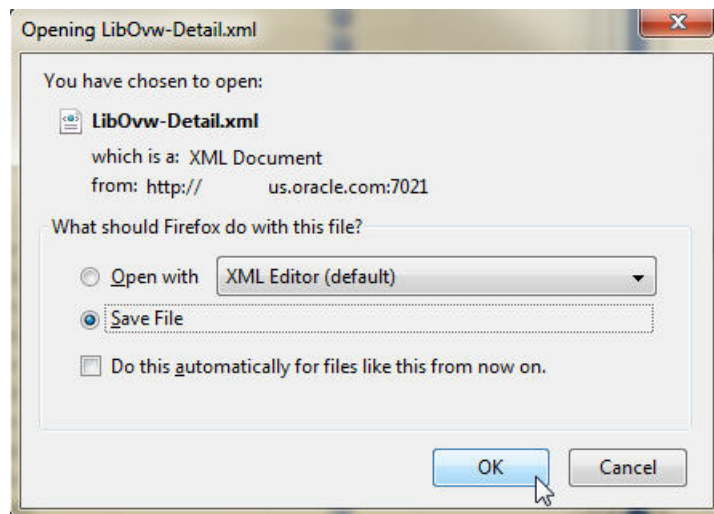 Opening LibOvw-Detail.xml
You have chosen to open:
LibOvw-Detail.xml
which is a: XML Document
from: http:// us.oracle.com:7021
What should Firefox do with this file?
Open with XML Editor (default)
Save File
Do this automatically for files like this from now on.
OK Cancel